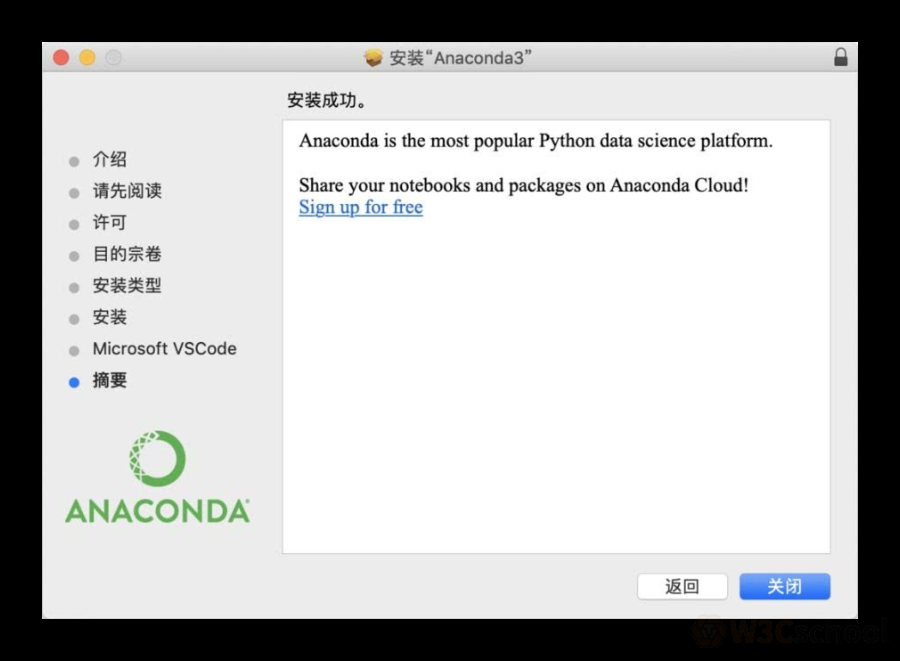 安装“Anaconda3”
安装成功。
介绍
请先阅读
许可
目的宗卷
安装类型
安装
Microsoft VSCode
摘要
ANACONDA®
Anaconda is the most popular Python data science platform.
Share your notebooks and packages on Anaconda Cloud!
Sign up for free
返回
关闭
W3Cschool